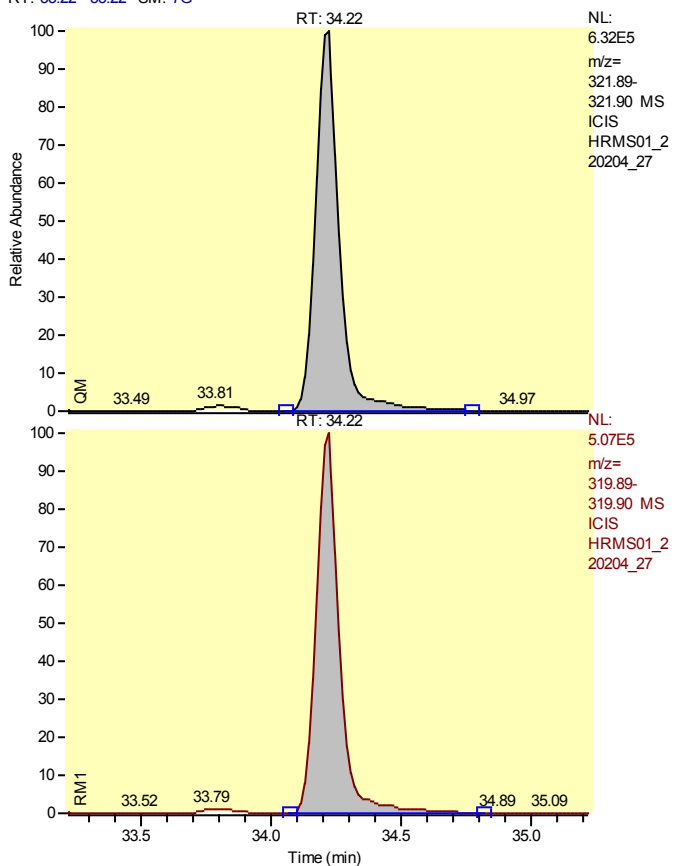 RT: 34.22
NL:
6.32E5
m/z=
321.89-
321.90 MS
ICIS
HRMS01_2
20204_27
100
90
80
70
60
50
40
30
20
10
0
Relative Abundance
QM
33.49
33.81
34.97
RT: 34.22
NL:
5.07E5
m/z=
319.89-
319.90 MS
ICIS
HRMS01_2
20204_27
100
90
80
70
60
50
40
30
20
10
0
RM1
33.52
33.79
34.89
35.09
33.5
34.0
34.5
35.0
Time (min)